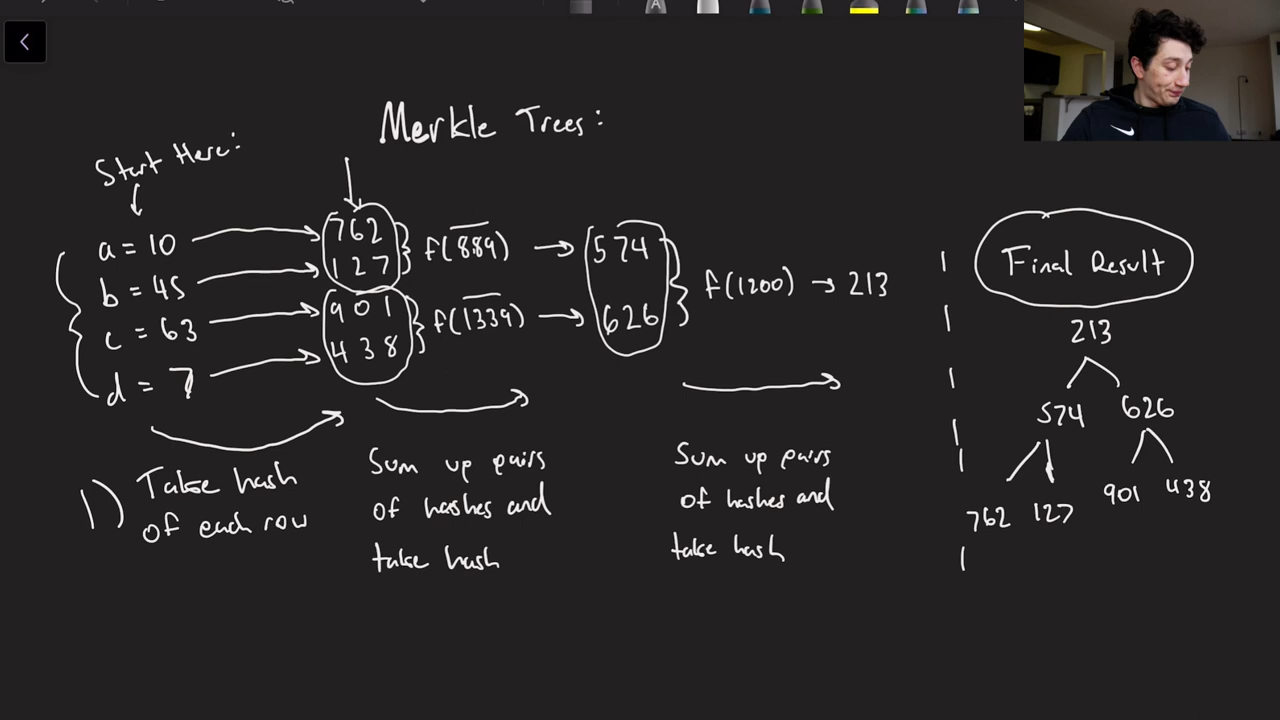 A
Merkle Trees:
Start Here:
a = 10
b = 45
c = 63
d = 7
762
127
901
438
f(889)
f(1339)
574
626
f(1200) → 213
1) Take hash
of each row
Sum up pairs
of hashes and
take hash
Sum up pairs
of hashes and
take hash
Final Result
213
574 626
762 127 901 438